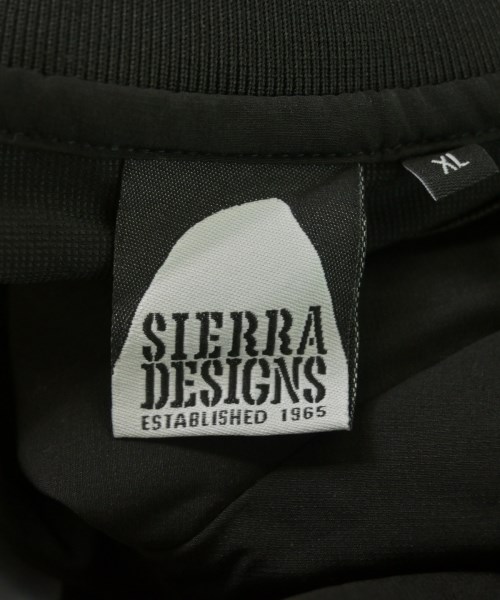 XL
SIERRA
DESIGNS
ESTABLISHED 1965